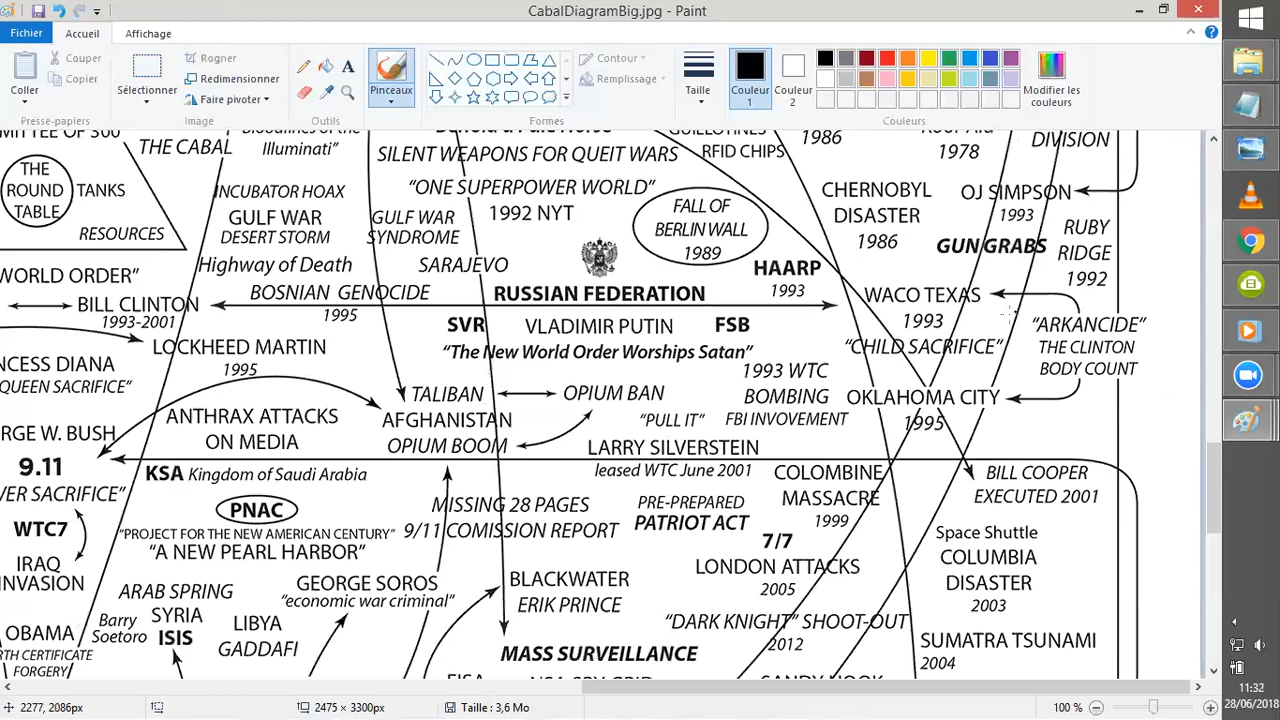 CabalDiagramBig.jpg - Paint
Fichier
Accueil
Affichage
Coller
Couper
Copier
Presse-papiers
Sélectionner
Rogner
Redimensionner
Faire pivoter
Image
Outils
Pinceaux
Formes
Contour
Remplissage
Taille
Couleur 1
Couleur 2
Modifier les couleurs
Couleurs
THE CABAL
Illuminati"
SILENT WEAPONS FOR QUEIT WARS
RFID CHIPS
1986
1978
DIVISION
THE ROUND TABLE
TANKS
RESOURCES
INCUBATOR HOAX
GULF WAR
DESERT STORM
GULF WAR
SYNDROME
"ONE SUPERPOWER WORLD"
1992 NYT
FALL OF
BERLIN WALL
1989
CHERNOBYL
DISASTER
1986
OJ SIMPSON
1993
GUN GRABS
RUBY
RIDGE
1992
WORLD ORDER"
Highway of Death
SARAJEVO
HAARP
1993
BILL CLINTON
1993-2001
BOSNIAN GENOCIDE
1995
RUSSIAN FEDERATION
SVR
VLADIMIR PUTIN
FSB
"The New World Order Worships Satan"
WACO TEXAS
1993
"CHILD SACRIFICE"
"ARKANCIDE"
THE CLINTON
BODY COUNT
LOCKHEED MARTIN
1995
NCESS DIANA
QUEEN SACRIFICE"
TALIBAN
AFGHANISTAN
OPIUM BOOM
OPIUM BAN
1993 WTC
BOMBING
FBI INVOVEMENT
OKLAHOMA CITY
1995
ANTHRAX ATTACKS
ON MEDIA
"PULL IT"
LARRY SILVERSTEIN
leased WTC June 2001
RGE W. BUSH
9.11
VER SACRIFICE"
KSA Kingdom of Saudi Arabia
COLOMBINE
MASSACRE
1999
BILL COOPER
EXECUTED 2001
WTC7
PNAC
"PROJECT FOR THE NEW AMERICAN CENTURY"
"A NEW PEARL HARBOR"
MISSING 28 PAGES
9/11 COMISSION REPORT
PRE-PREPARED
PATRIOT ACT
7/7
LONDON ATTACKS
2005
Space Shuttle
COLUMBIA
DISASTER
2003
IRAQ
INVASION
ARAB SPRING
SYRIA
ISIS
Barry
Soetoro
LIBYA
GADDAFI
GEORGE SOROS
"economic war criminal"
BLACKWATER
ERIK PRINCE
"DARK KNIGHT" SHOOT-OUT
2012
SUMATRA TSUNAMI
2004
OBAMA
RTH CERTIFICATE
FORGERY
MASS SURVEILLANCE
2277, 2086px
2475 × 3300px
Taille : 3,6 Mo
100 %
11:32
28/06/2018